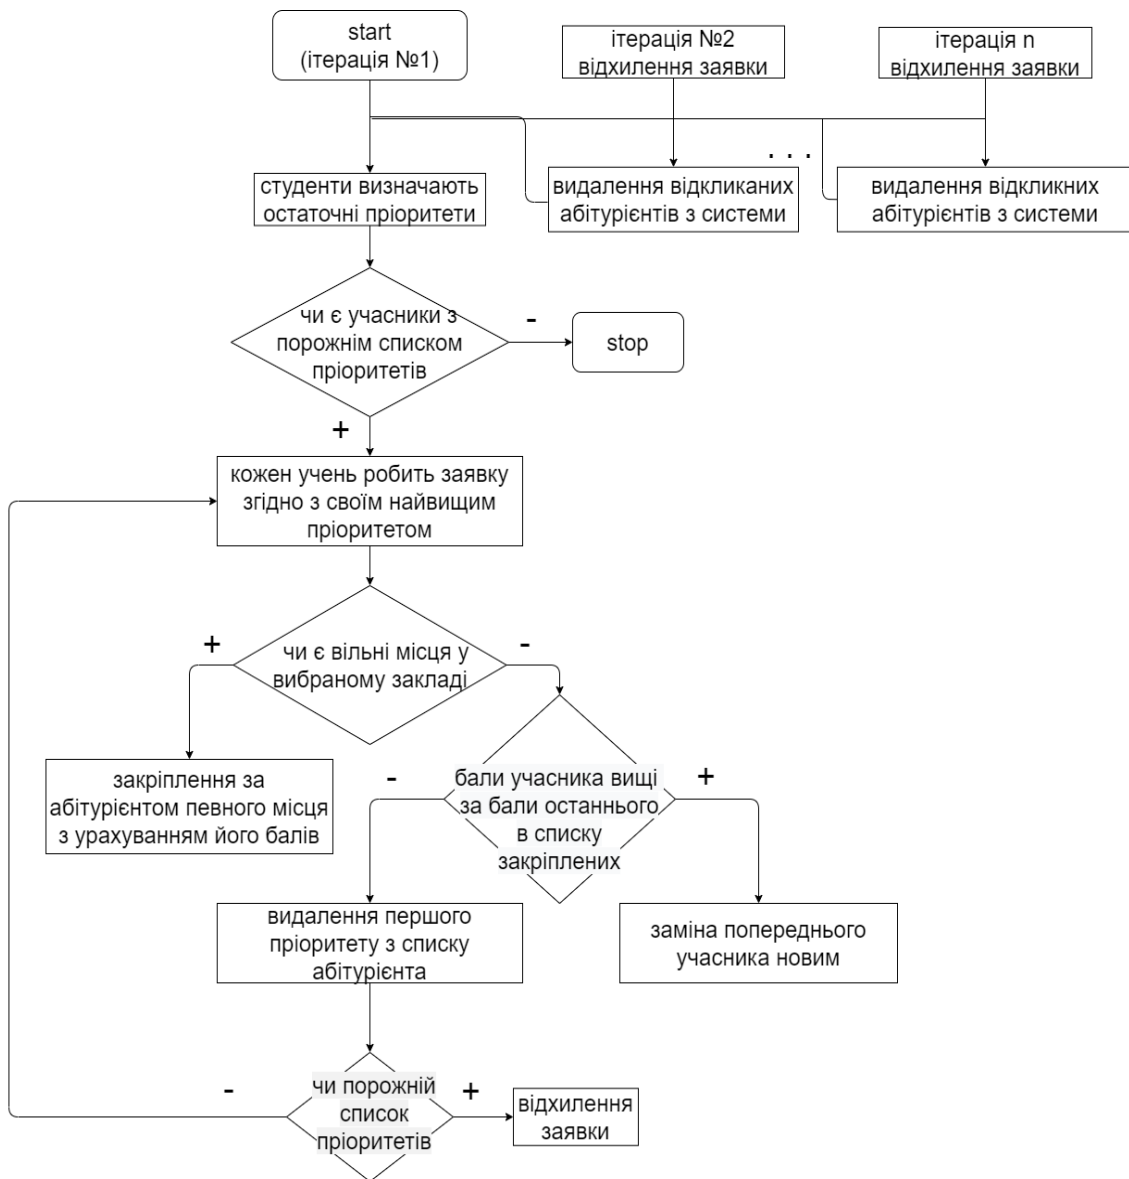 start
(ітерація №1)
ітерація №2
відхилення заявки
ітерація n
відхилення заявки
. . .
студенти визначають
остаточні пріоритети
видалення відкликаних
абітурієнтів з системи
видалення відкликних
абітурієнтів з системи
чи є учасники з
порожнім списком
пріоритетів
-
stop
+
кожен учень робить заявку
згідно з своїм найвищим
пріоритетом
+
-
чи є вільні місця у
вибраному закладі
закріплення за
абітурієнтом певного місця
з урахуванням його балів
-
+
бали учасника вищі
за бали останнього
в списку
закріплених
видалення першого
пріоритету з списку
абітурієнта
заміна попереднього
учасника новим
-
+
чи порожній
список
пріоритетів
відхилення
заявки